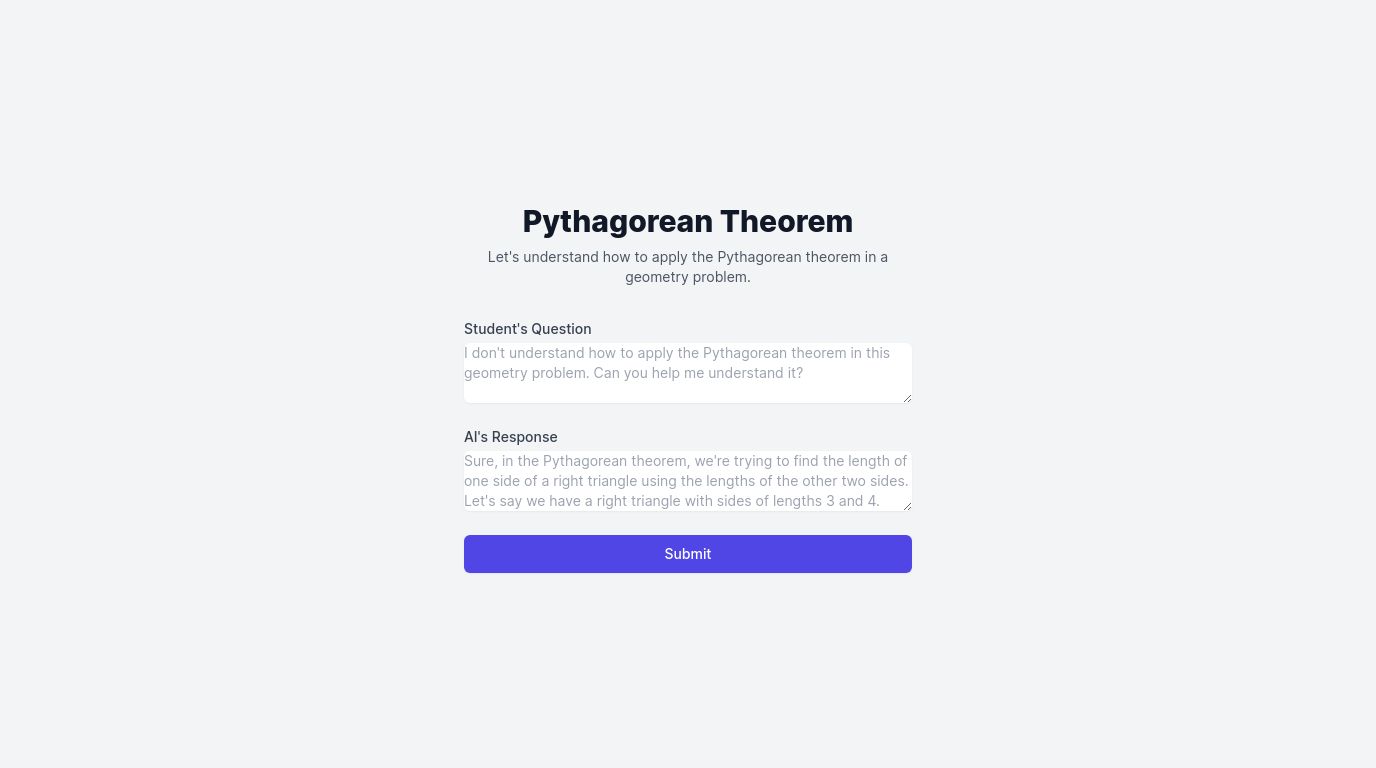 Pythagorean Theorem
Let's understand how to apply the Pythagorean theorem in a
geometry problem.
Student's Question
I don't understand how to apply the Pythagorean theorem in this
geometry problem. Can you help me understand it?
AI's Response
Sure, in the Pythagorean theorem, we're trying to find the length of
one side of a right triangle using the lengths of the other two sides.
Let's say we have a right triangle with sides of lengths 3 and 4.
Submit